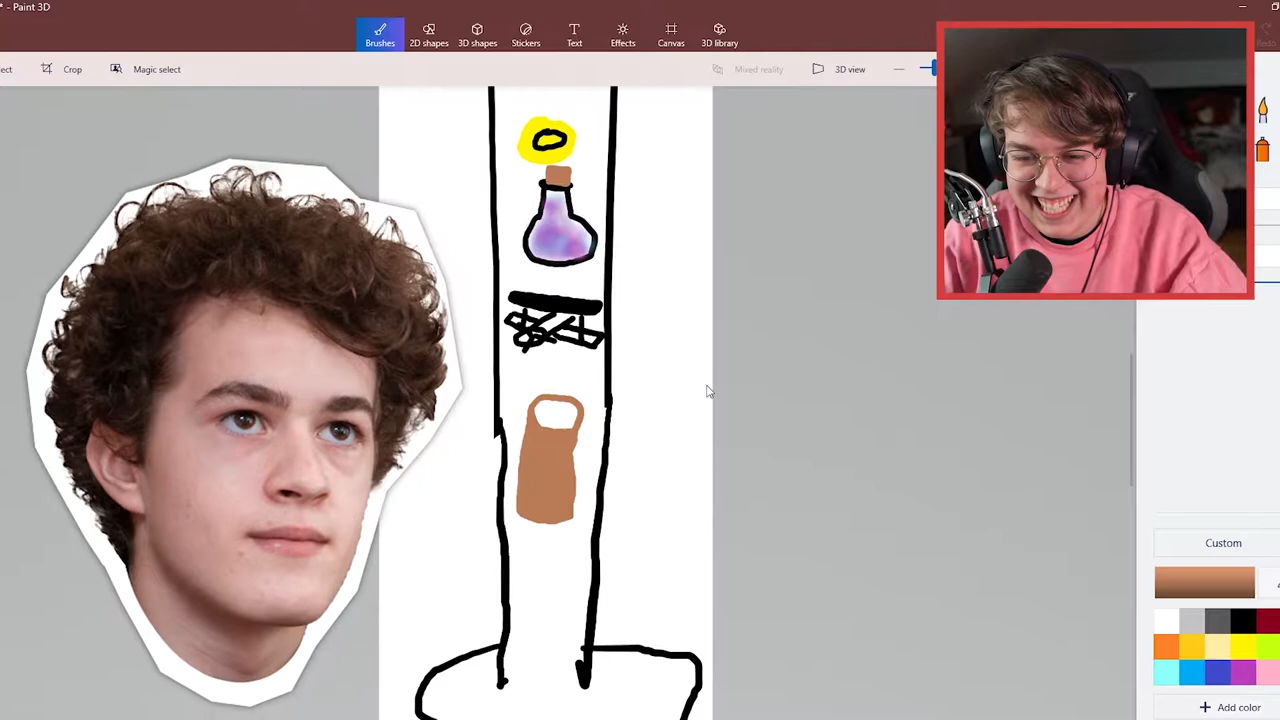 * - Paint 3D
Brushes
2D shapes
3D shapes
Stickers
Text
Effects
Canvas
3D library
ect
Crop
Magic select
Mixed reality
3D view
Custom
+ Add color